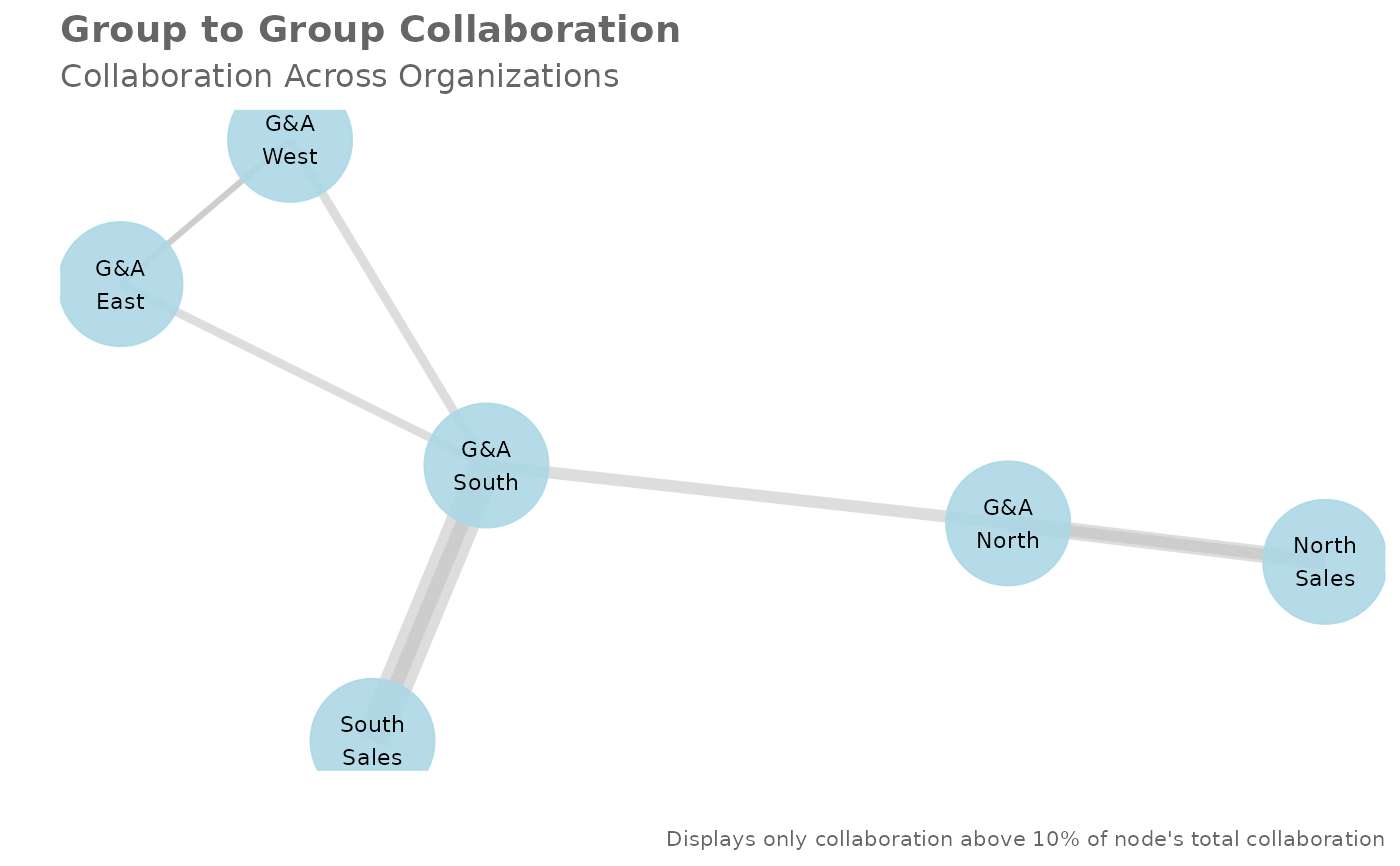 Group to Group Collaboration
Collaboration Across Organizations
G&A
West
G&A
East
G&A
South
G&A
North
North
Sales
South
Sales
Displays only collaboration above 10% of node's total collaboration